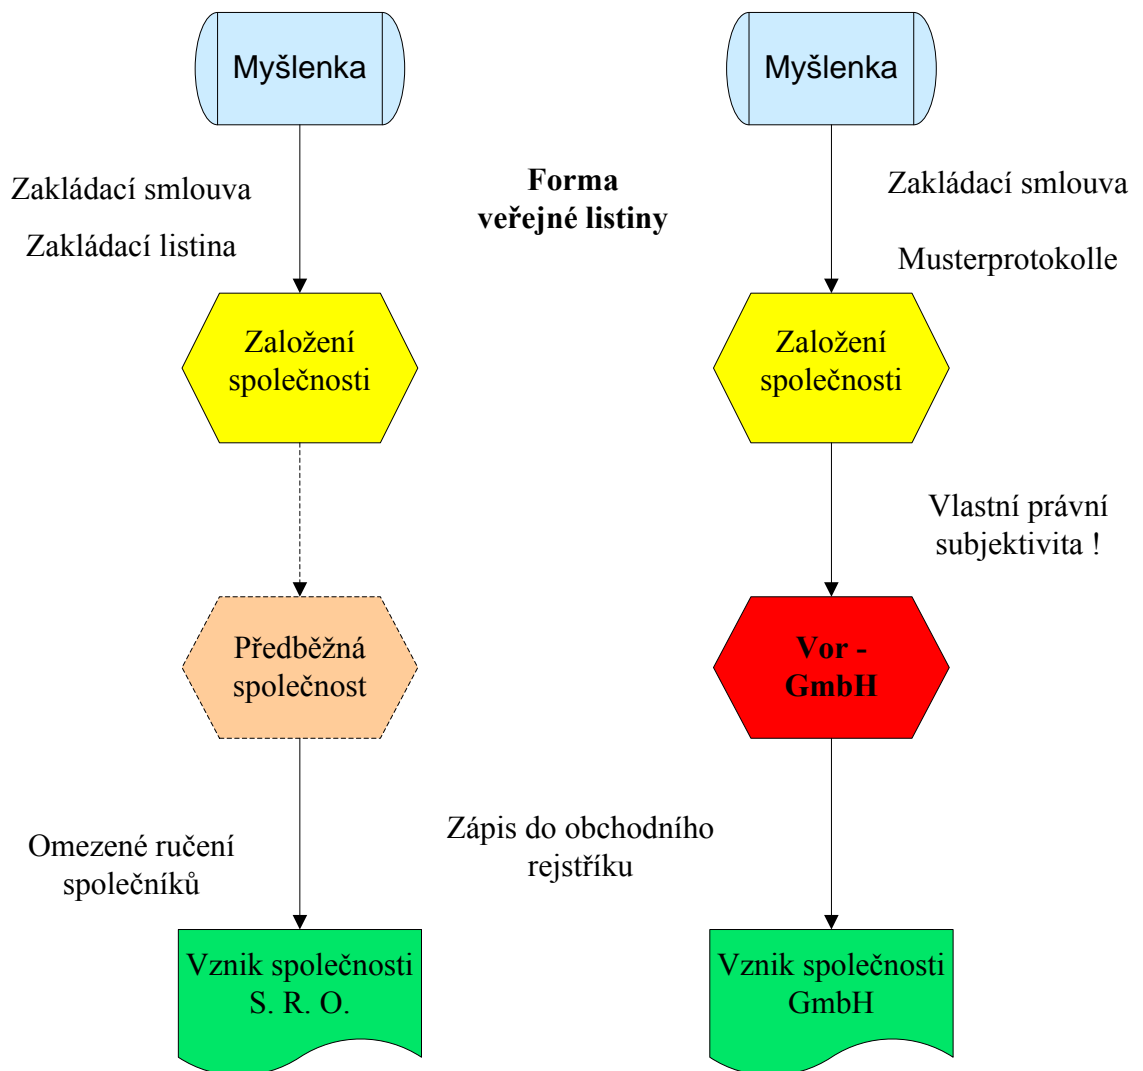 Myšlenka
Myšlenka
Zakládací smlouva
Zakládací listina
Forma
veřejné listiny
Zakládací smlouva
Musterprotokolle
Založení
společnosti
Založení
společnosti
Vlastní právní
subjektivita !
Předběžná
společnost
Vor -
GmbH
Omezené ručení
společníků
Zápis do obchodního
rejstříku
Vznik společnosti
S. R. O.
Vznik společnosti
GmbH